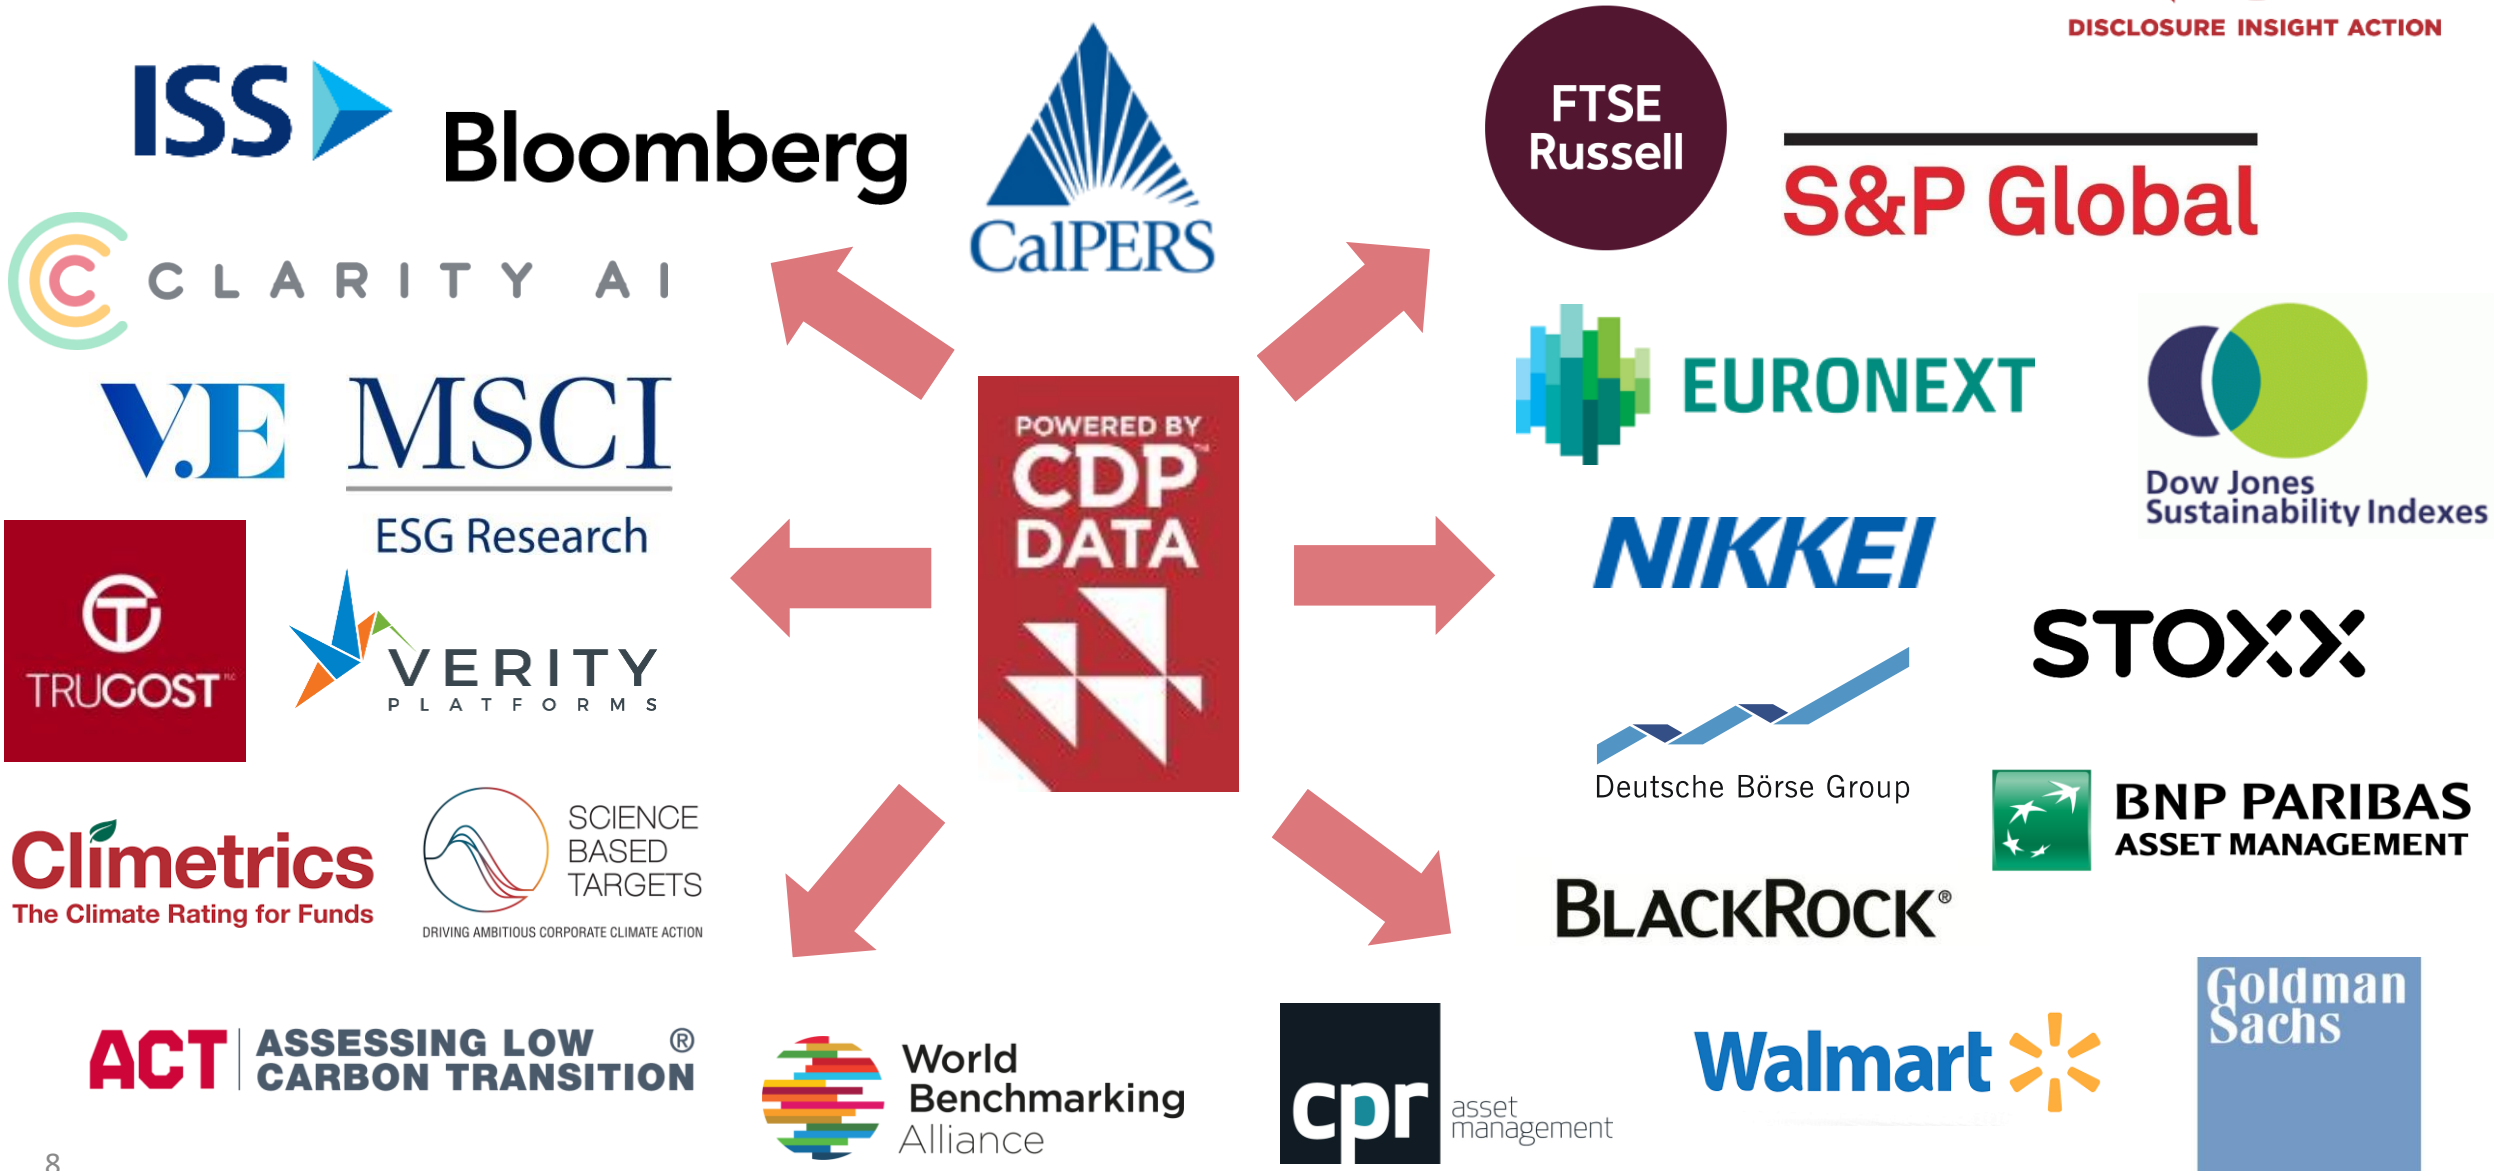 DISCLOSURE INSIGHT ACTION
ISS
Bloomberg
CalPERS
FTSE
Russell
S&P Global
CLARITY AI
EURONEXT
Dow Jones
Sustainability Indexes
V.E
MSCI
ESG Research
POWERED BY
CDP™
DATA
NIKKEI
TRUCOST PLC
VERITY
PLATFORMS
STOXX
Deutsche Börse Group
BNP PARIBAS
ASSET MANAGEMENT
Climetrics
The Climate Rating for Funds
SCIENCE
BASED
TARGETS
DRIVING AMBITIOUS CORPORATE CLIMATE ACTION
BLACKROCK®
Goldman
Sachs
ACT
ASSESSING LOW ®
CARBON TRANSITION
World
Benchmarking
Alliance
cpr
asset
management
Walmart
8